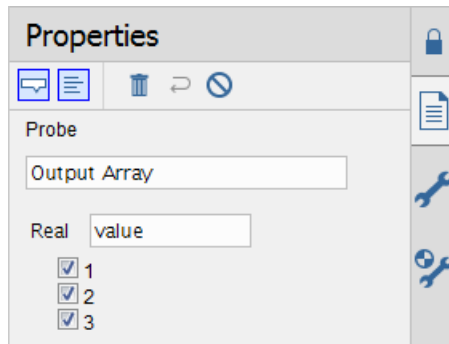 Properties
Probe
Output Array
Real value
1
2
3